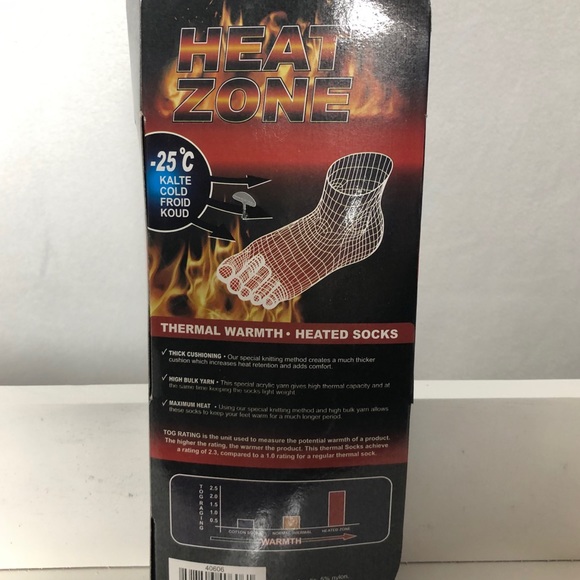 HEAT
ZONE
-25°C
KALTE
COLD
FROID
KOUD
THERMAL WARMTH • HEATED SOCKS
✓ THICK CUSHIONING • Our special knitting method creates a much thicker
cushion which increases heat retention and adds comfort.
✓ HIGH BULK YARN • This special acrylic yarn gives high thermal capacity and at
the same time keeping the socks light weight
✓ MAXIMUM HEAT • Using our special knitting method and high bulk yarn allows
these socks to keep your feet warm for a much longer period.
TOG RATING is the unit used to measure the potential warmth of a product.
The higher the rating, the warmer the product. This thermal Socks achieve
a rating of 2.3, compared to a 1.0 rating for a regular thermal sock.
TOG RAGING
2.5
2.0
1.5
1.0
0.5
COTTON
NORMAL THERMAL
HEATED ZONE
WARMTH
40606
nylon